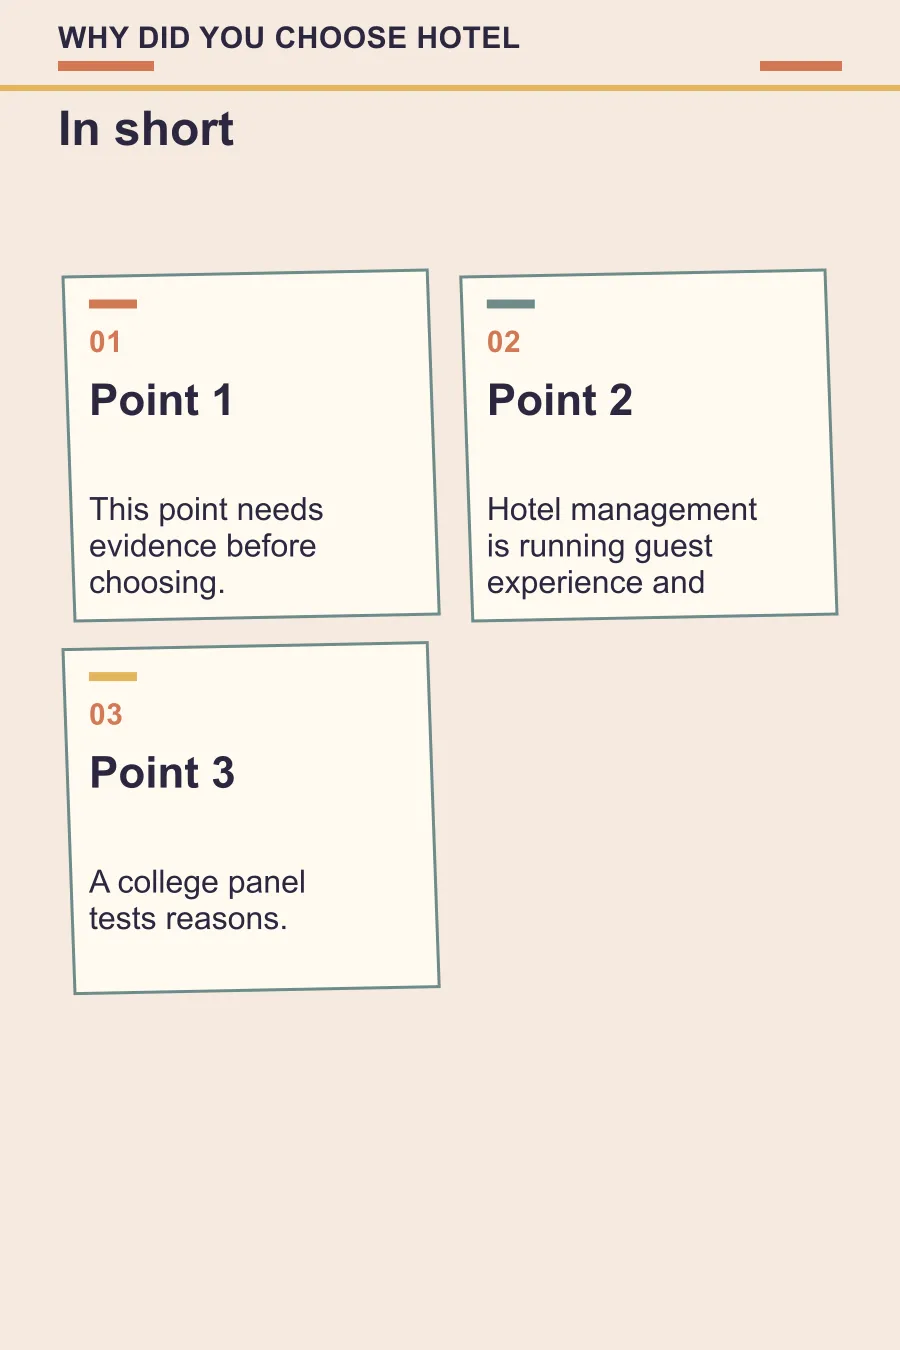 WHY DID YOU CHOOSE HOTEL
In short
01
Point 1
This point needs
evidence before
choosing.
02
Point 2
Hotel management
is running guest
experience and
03
Point 3
A college panel
tests reasons.